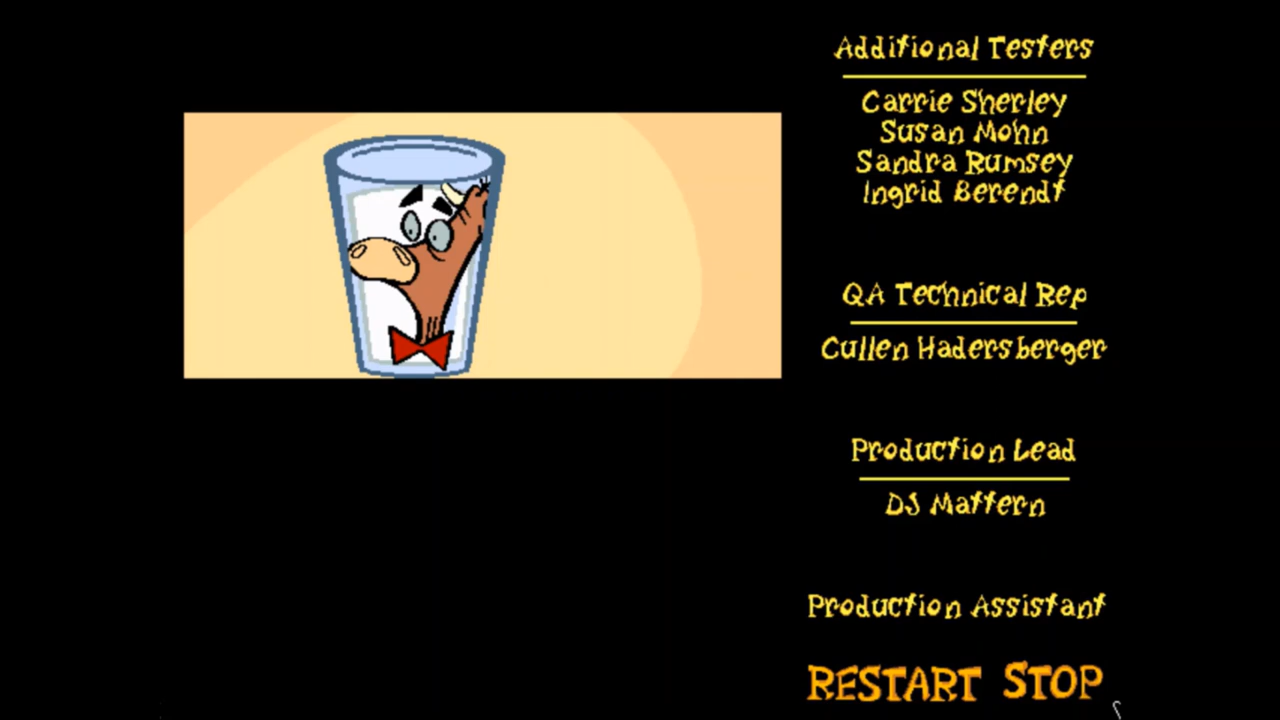 Additional Testers
Carrie Sherley
Susan Mohn
Sandra Rumsey
Ingrid Berendt
QA Technical Rep
Cullen Hadersberger
Production Lead
DJ Mattern
Production Assistant
RESTART STOP